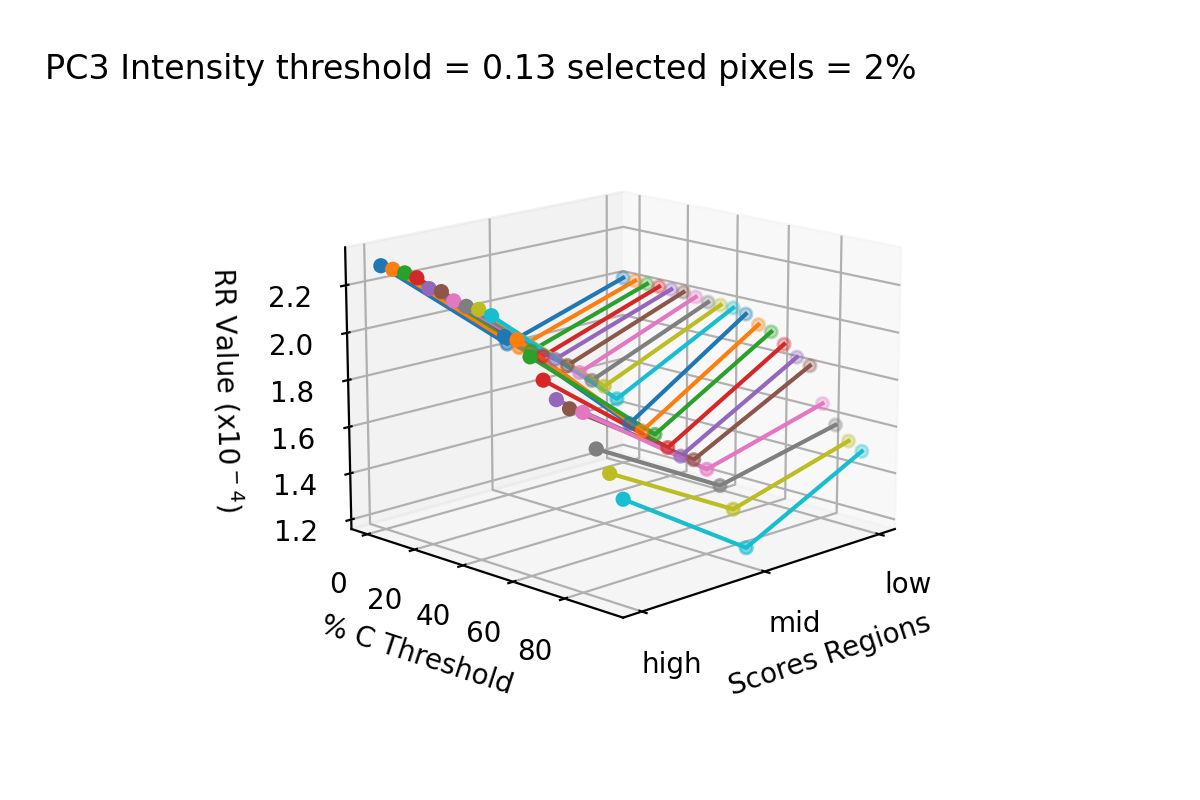 PC3 Intensity threshold = 0.13 selected pixels = 2%
RR Value (x10⁻⁴)
2.2
2.0
1.8
1.6
1.4
1.2
0
20
40
60
80
% C Threshold
high
mid
low
Scores Regions